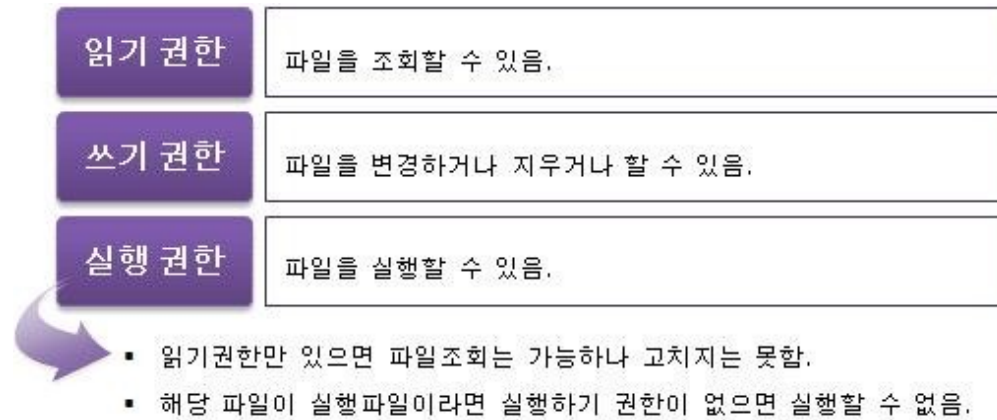 읽기 권한
파일을 조회할 수 있음.
쓰기 권한
파일을 변경하거나 지우거나 할 수 있음.
실행 권한
파일을 실행할 수 있음.
▪ 읽기권한만 있으면 파일조회는 가능하나 고치지는 못함.
▪ 해당 파일이 실행파일이라면 실행하기 권한이 없으면 실행할 수 없음.